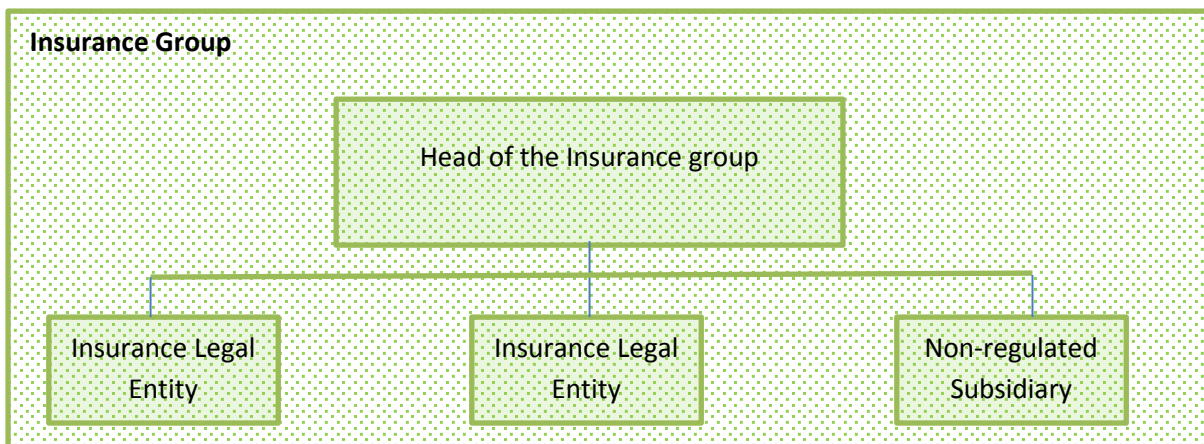 Insurance Group
Head of the Insurance group
Insurance Legal
Entity
Insurance Legal
Entity
Non-regulated
Subsidiary